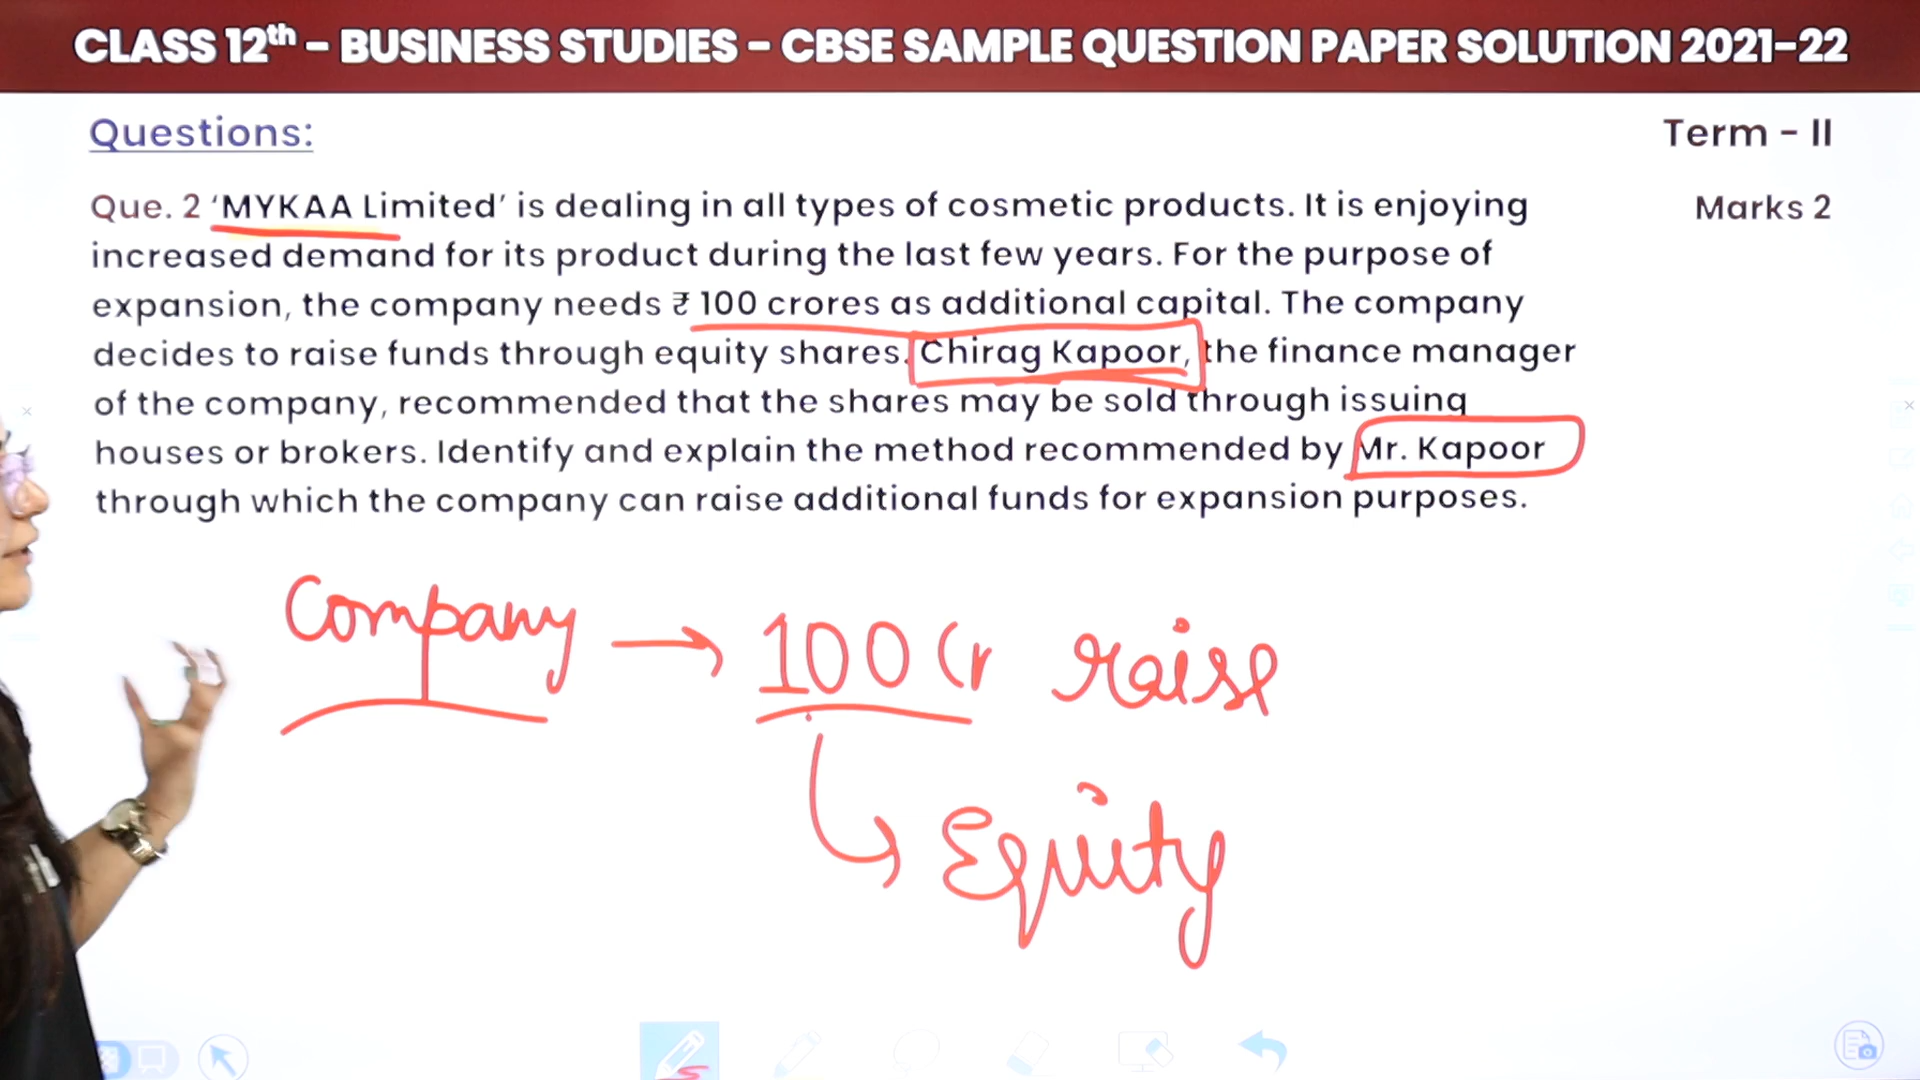 CLASS 12th – BUSINESS STUDIES – CBSE SAMPLE QUESTION PAPER SOLUTION 2021–22
Questions:
Term - II
Que. 2 ‘MYKAA Limited’ is dealing in all types of cosmetic products. It is enjoying
Marks 2
increased demand for its product during the last few years. For the purpose of
expansion, the company needs ₹ 100 crores as additional capital. The company
decides to raise funds through equity shares. Chirag Kapoor, the finance manager
of the company, recommended that the shares may be sold through issuing
houses or brokers. Identify and explain the method recommended by Mr. Kapoor
through which the company can raise additional funds for expansion purposes.
Company → 100 Cr raise
Equity